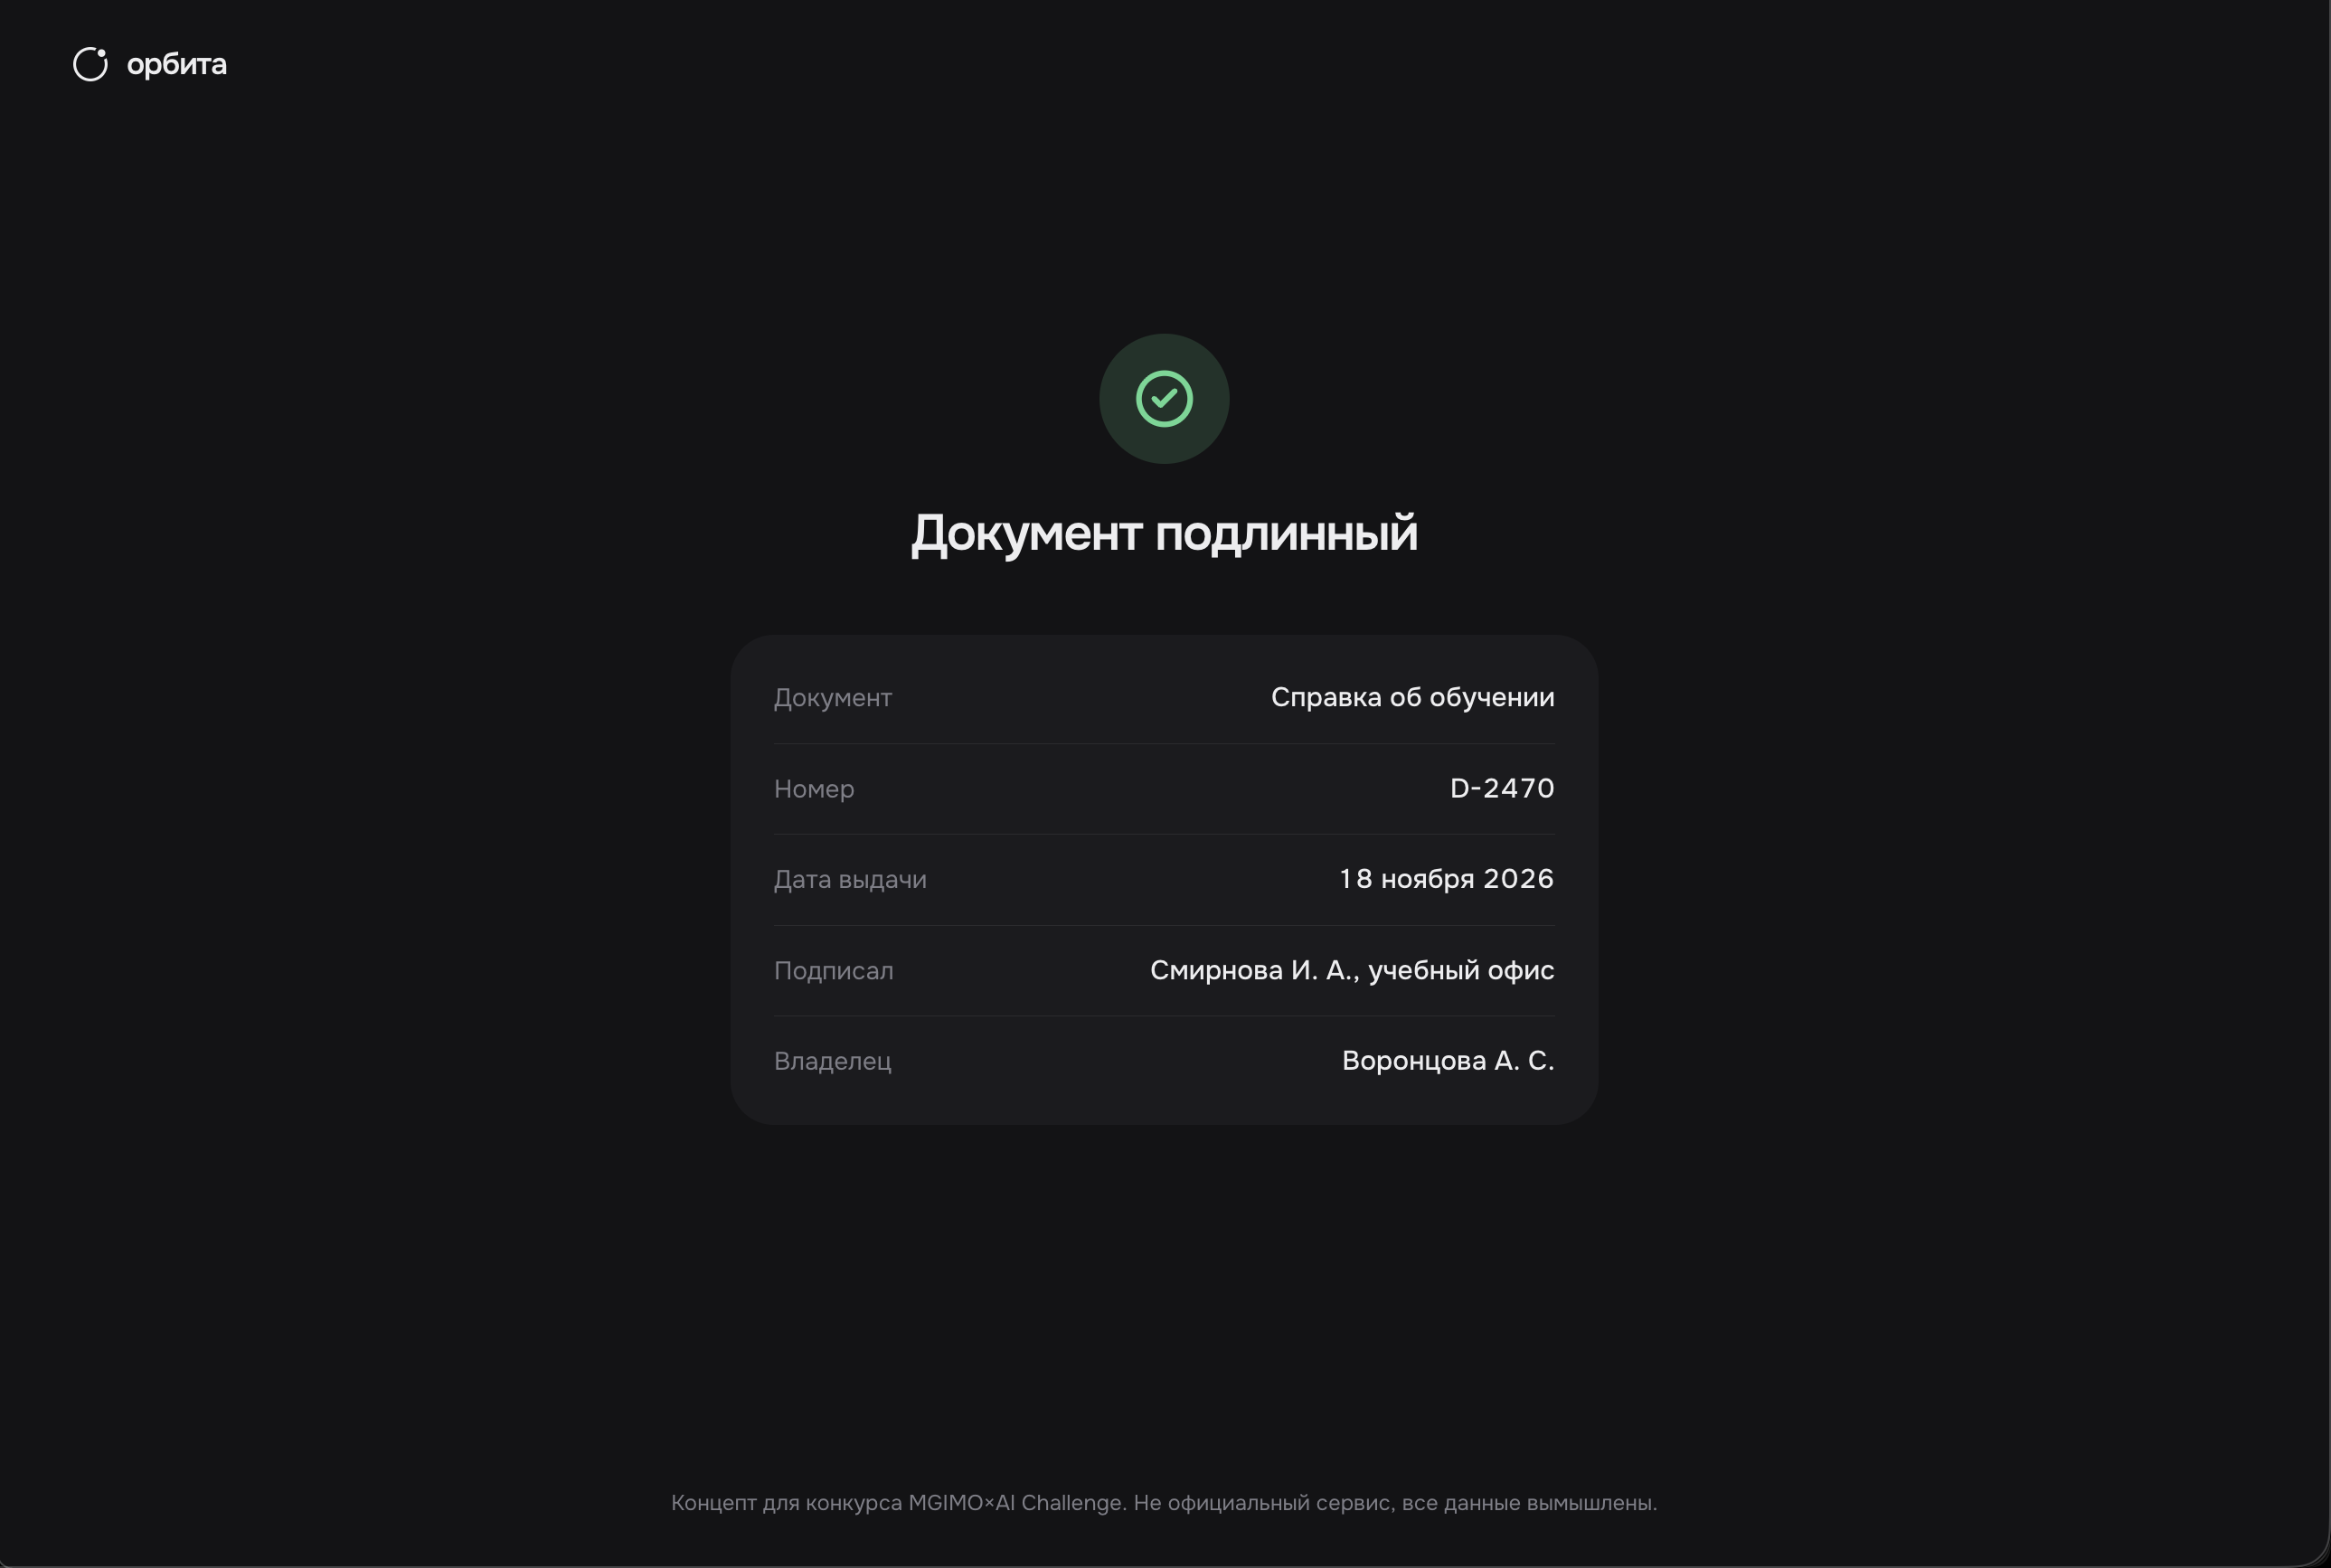 орбита
Документ подлинный
Документ Справка об обучении
Номер D-2470
Дата выдачи 18 ноября 2026
Подписал Смирнова И. А., учебный офис
Владелец Воронцова А. С.
Концепт для конкурса MGIMO×AI Challenge. Не официальный сервис, все данные вымышлены.